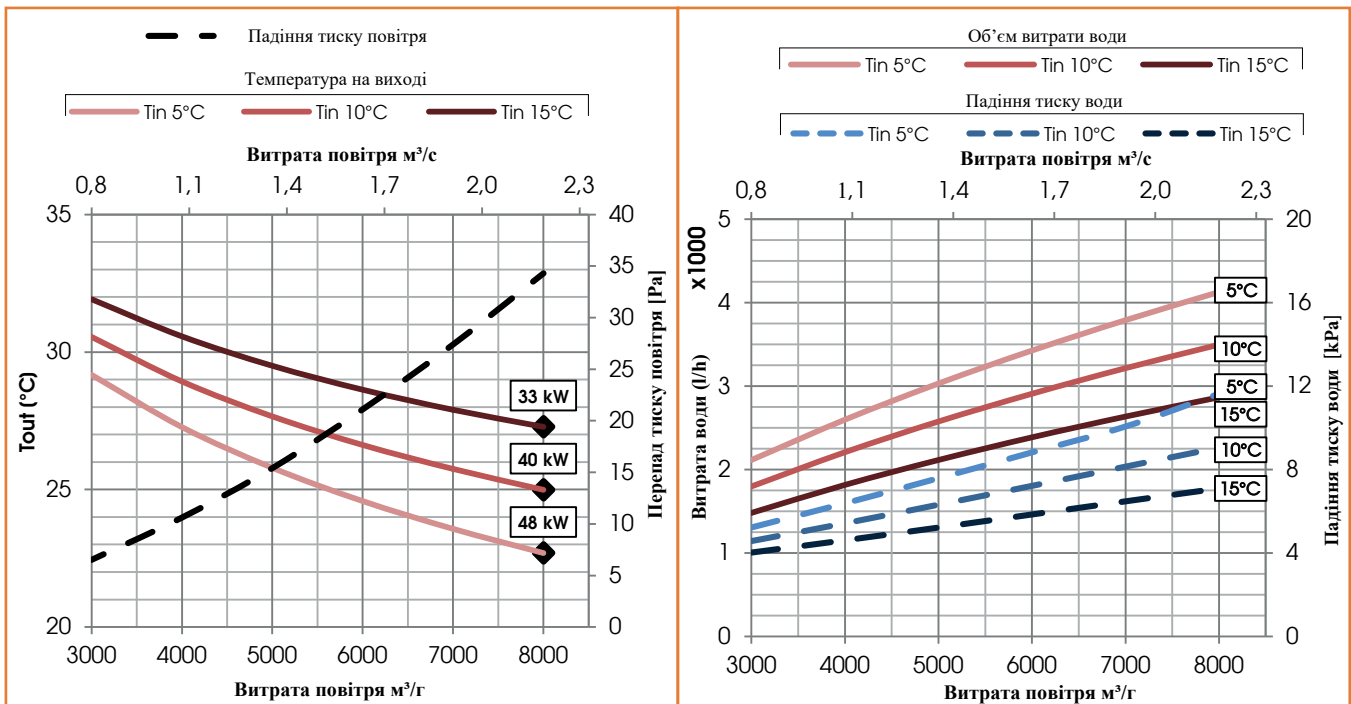 Падіння тиску повітря
Температура на виході
Tin 5°C Tin 10°C Tin 15°C
Витрата повітря м³/с
0,8 1,1 1,4 1,7 2,0 2,3
35
30
25
20
Tout (°C)
40
35
30
25
20
15
10
5
0
Перепад тиску повітря [Pa]
33 kW
40 kW
48 kW
3000 4000 5000 6000 7000 8000
Витрата повітря м³/г
Об’єм витрати води
Tin 5°C Tin 10°C Tin 15°C
Падіння тиску води
Tin 5°C Tin 10°C Tin 15°C
Витрата повітря м³/с
0,8 1,1 1,4 1,7 2,0 2,3
x1000
5
4
3
2
1
0
Витрата води (l/h)
20
16
12
8
4
0
Падіння тиску води [kPa]
5°C
10°C
5°C
15°C
10°C
15°C
3000 4000 5000 6000 7000 8000
Витрата повітря м³/г